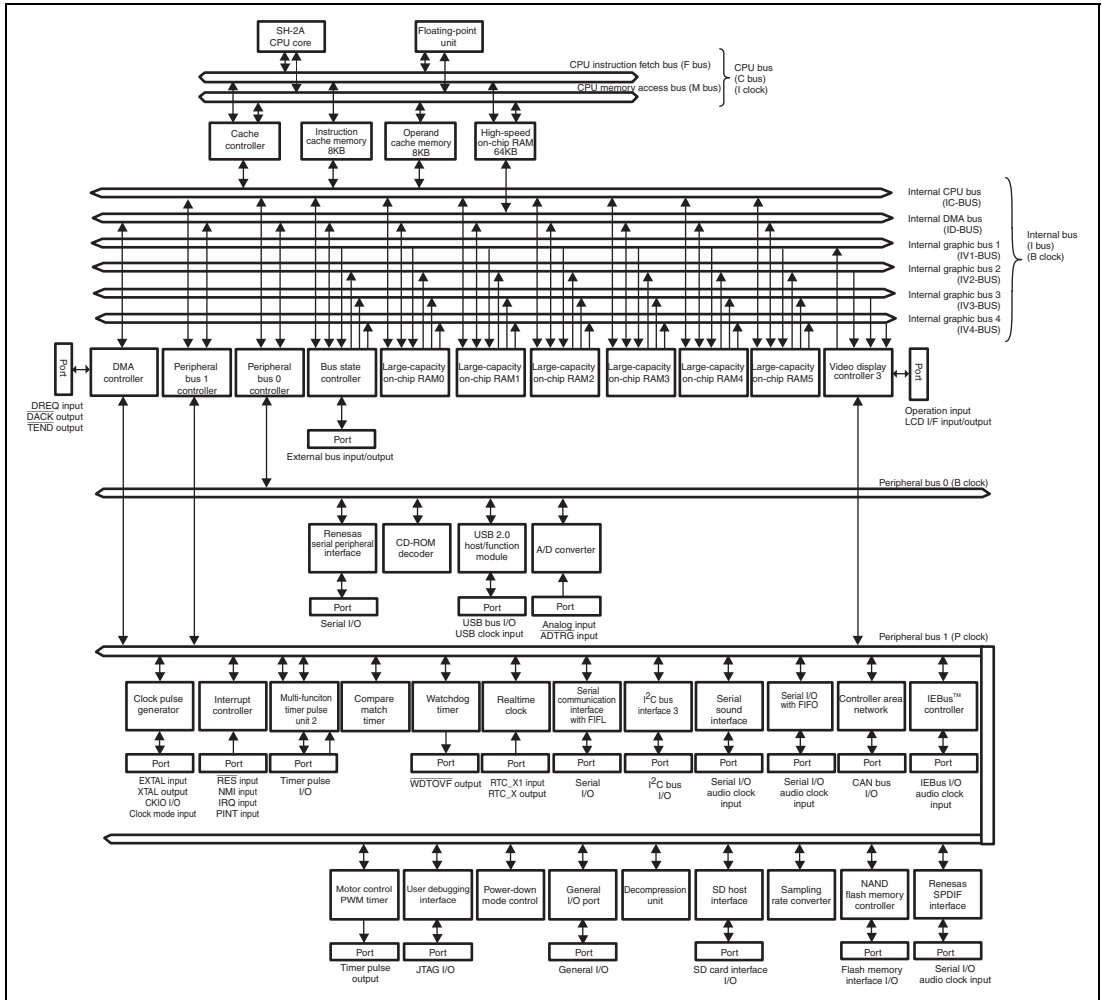 SH-2A
CPU core
Floating-point
unit
CPU instruction fetch bus (F bus)
CPU memory access bus (M bus)
CPU bus
(C bus)
(I clock)
Cache
controller
Instruction
cache memory
8KB
Operand
cache memory
8KB
High-speed
on-chip RAM
64KB
Internal CPU bus
(IC-BUS)
Internal DMA bus
(ID-BUS)
Internal graphic bus 1
(IV1-BUS)
Internal graphic bus 2
(IV2-BUS)
Internal graphic bus 3
(IV3-BUS)
Internal graphic bus 4
(IV4-BUS)
Internal bus
(I bus)
(B clock)
Port
DMA
controller
Peripheral
bus 1
controller
Peripheral
bus 0
controller
Bus state
controller
Large-capacity
on-chip RAM0
Large-capacity
on-chip RAM1
Large-capacity
on-chip RAM2
Large-capacity
on-chip RAM3
Large-capacity
on-chip RAM4
Large-capacity
on-chip RAM5
Video display
controller 3
Port
DREQ input
DACK output
TEND output
Port
External bus input/output
Operation input
LCD I/F input/output
Peripheral bus 0 (B clock)
Renesas
serial peripheral
interface
CD-ROM
decoder
USB 2.0
host/function
module
A/D converter
Port
Port
Port
Serial I/O
USB bus I/O
USB clock input
Analog input
ADTRG input
Peripheral bus 1 (P clock)
Clock pulse
generator
Interrupt
controller
Multi-funciton
timer pulse
unit 2
Compare
match
timer
Watchdog
timer
Realtime
clock
Serial
communication
interface
with FIFL
I2C bus
interface 3
Serial
sound
interface
Serial I/O
with FIFO
Controller area
network
IEBus™
controller
Port
Port
Port
Port
Port
Port
Port
Port
Port
Port
Port
EXTAL input
XTAL output
CKIO I/O
Clock mode input
RES input
NMI input
IRQ input
PINT input
Timer pulse
I/O
WDTOVF output
RTC_X1 input
RTC_X output
Serial
I/O
I2C bus
I/O
Serial I/O
audio clock
input
Serial I/O
audio clock
input
CAN bus
I/O
IEBus I/O
audio clock
input
Motor control
PWM timer
User debugging
interface
Power-down
mode control
General
I/O port
Decompression
unit
SD host
interface
Sampling
rate converter
NAND
flash memory
controller
Renesas
SPDIF
interface
Port
Port
Port
Port
Port
Port
Timer pulse
output
JTAG I/O
General I/O
SD card interface
I/O
Flash memory
interface I/O
Serial I/O
audio clock input